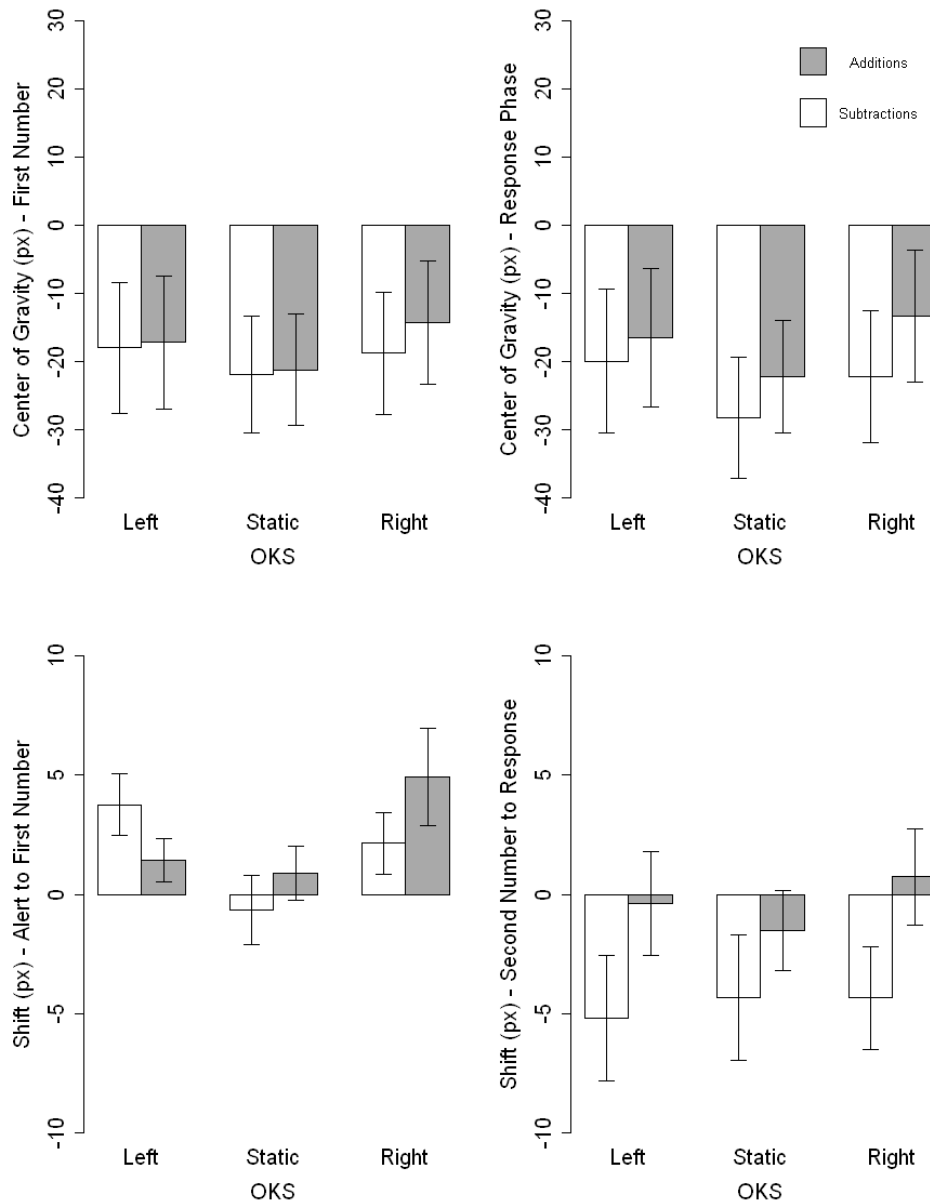 Center of Gravity (px) - First Number
30
20
10
0
-10
-20
-30
-40
Left Static Right
OKS
Center of Gravity (px) - Response Phase
30
20
10
0
-10
-20
-30
-40
Additions
Subtractions
Left Static Right
OKS
Shift (px) - Alert to First Number
10
5
0
-5
-10
Left Static Right
OKS
Shift (px) - Second Number to Response
10
5
0
-5
-10
Left Static Right
OKS